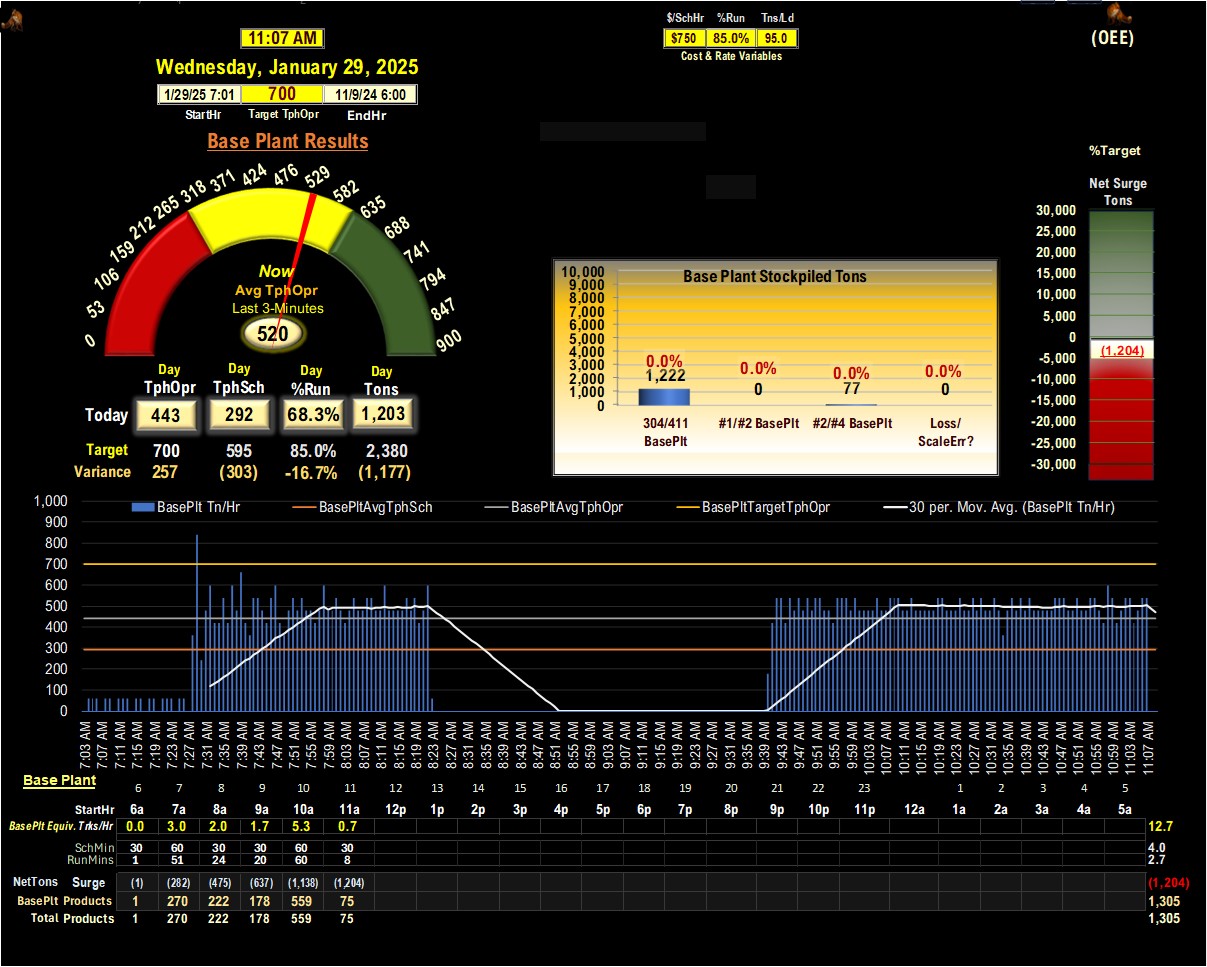 $/SchHr %Run Tns/Ld
11:07 AM $750 85.0% 95.0 (OEE)
Cost & Rate Variables
Wednesday, January 29, 2025
1/29/25 7:01 700 11/9/24 6:00
StartHr Target TphOpr EndHr
Base Plant Results
%Target
Net Surge
Tons
0 53 106 159 212 265 318 371 424 476 529 582 635 688 741 794 847 900
Now
Avg TphOpr
Last 3-Minutes
520
30,000
25,000
20,000
15,000
10,000
5,000
0
(1,204)
-5,000
-10,000
-15,000
-20,000
-25,000
-30,000
Base Plant Stockpiled Tons
10,000
9,000
8,000
7,000
6,000
5,000
4,000
3,000
2,000
1,000
0
0.0% 0.0% 0.0% 0.0%
1,222 0 77 0
304/411 BasePlt #1/#2 BasePlt #2/#4 BasePlt Loss/ ScaleErr?
Day Day Day Day
TphOpr TphSch %Run Tons
Today 443 292 68.3% 1,203
Target 700 595 85.0% 2,380
Variance 257 (303) -16.7% (1,177)
BasePlt Tn/Hr BasePltAvgTphSch BasePltAvgTphOpr BasePltTargetTphOpr 30 per. Mov. Avg. (BasePlt Tn/Hr)
1,000
900
800
700
600
500
400
300
200
100
0
7:03 AM 7:07 AM 7:11 AM 7:15 AM 7:19 AM 7:23 AM 7:27 AM 7:31 AM 7:35 AM 7:39 AM 7:43 AM 7:47 AM 7:51 AM 7:55 AM 7:59 AM 8:03 AM 8:07 AM 8:11 AM 8:15 AM 8:19 AM 8:23 AM 8:27 AM 8:31 AM 8:35 AM 8:39 AM 8:43 AM 8:47 AM 8:51 AM 8:55 AM 8:59 AM 9:03 AM 9:07 AM 9:11 AM 9:15 AM 9:19 AM 9:23 AM 9:27 AM 9:31 AM 9:35 AM 9:39 AM 9:43 AM 9:47 AM 9:51 AM 9:55 AM 9:59 AM 10:03 AM 10:07 AM 10:11 AM 10:15 AM 10:19 AM 10:23 AM 10:27 AM 10:31 AM 10:35 AM 10:39 AM 10:43 AM 10:47 AM 10:51 AM 10:55 AM 10:59 AM 11:03 AM 11:07 AM
Base Plant
6 7 8 9 10 11 12 13 14 15 16 17 18 19 20 21 22 23 1 2 3 4 5
StartHr 6a 7a 8a 9a 10a 11a 12p 1p 2p 3p 4p 5p 6p 7p 8p 9p 10p 11p 12a 1a 2a 3a 4a 5a
BasePlt Equiv. Trks/Hr 0.0 3.0 2.0 1.7 5.3 0.7 12.7
SchMin 30 60 30 30 60 30 4.0
RunMins 1 51 24 20 60 8 2.7
NetTons Surge (1) (282) (475) (637) (1,138) (1,204) (1,204)
BasePlt Products 1 270 222 178 559 75 1,305
Total Products 1 270 222 178 559 75 1,305